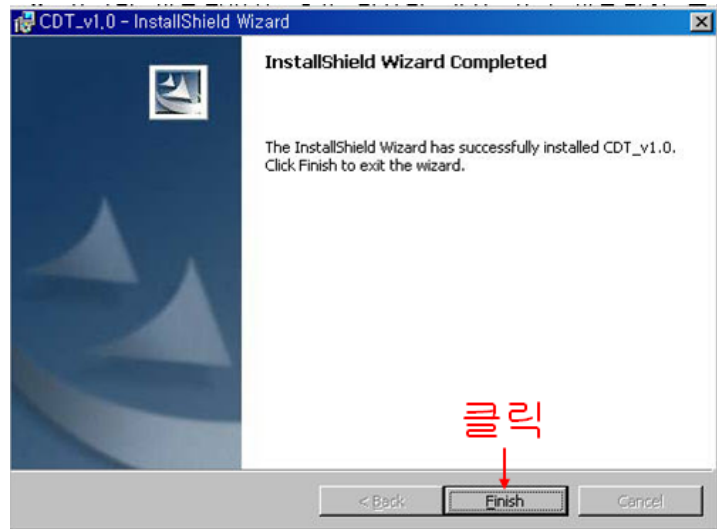 CDT_v1.0 - InstallShield Wizard
InstallShield Wizard Completed
The InstallShield Wizard has successfully installed CDT_v1.0.
Click Finish to exit the wizard.
클릭
< Back
Finish
Cancel